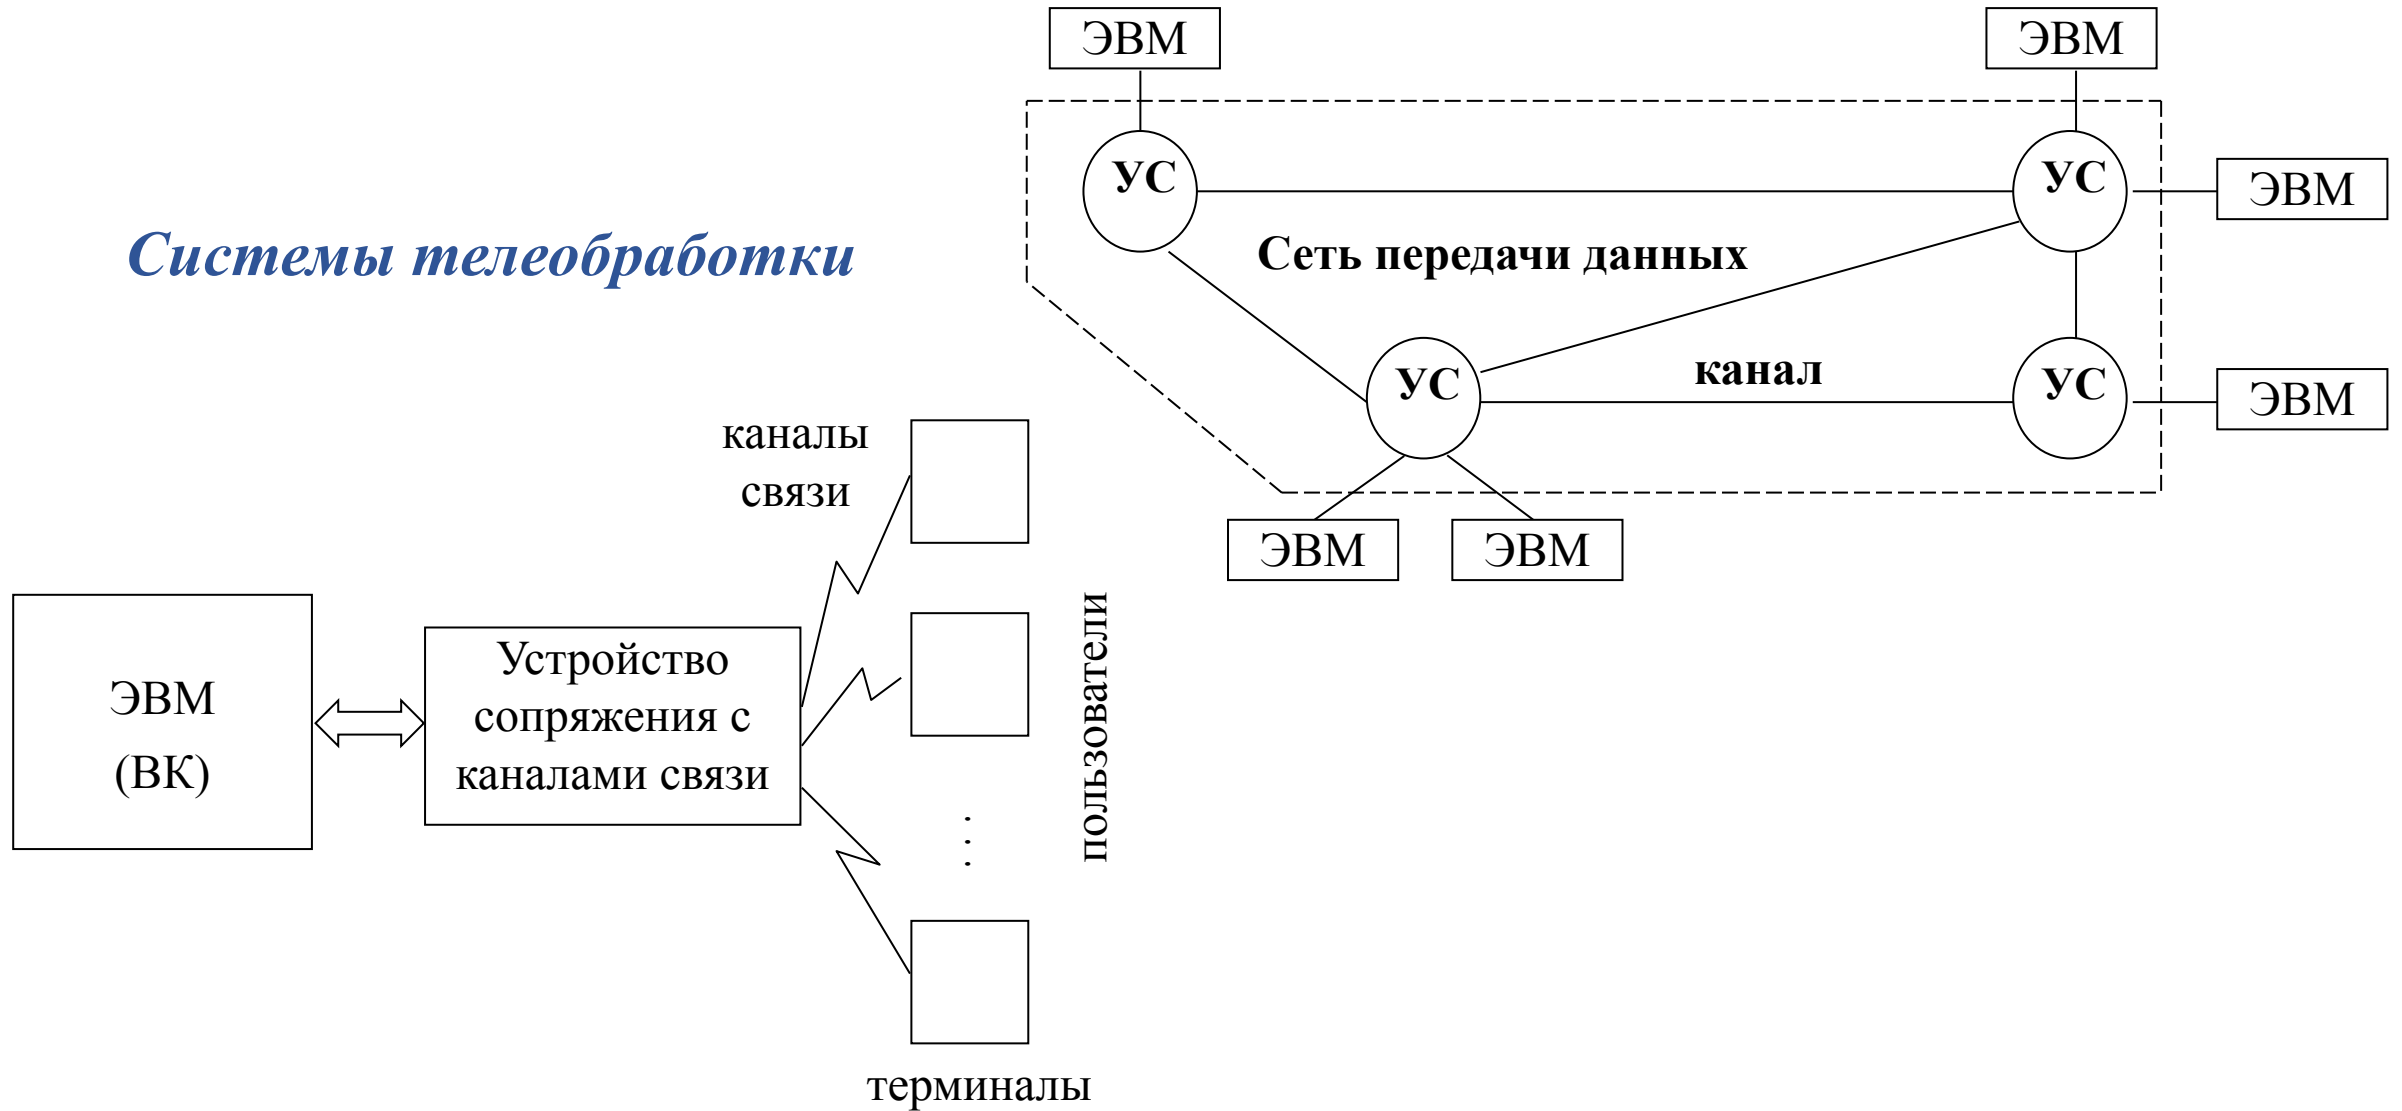 ЭВМ
ЭВМ
УС
УС
ЭВМ
Системы телеобработки
Сеть передачи данных
канал
УС
УС
ЭВМ
ЭВМ
ЭВМ
каналы
связи
ЭВМ
(ВК)
Устройство
сопряжения с
каналами связи
пользователи
. . .
терминалы